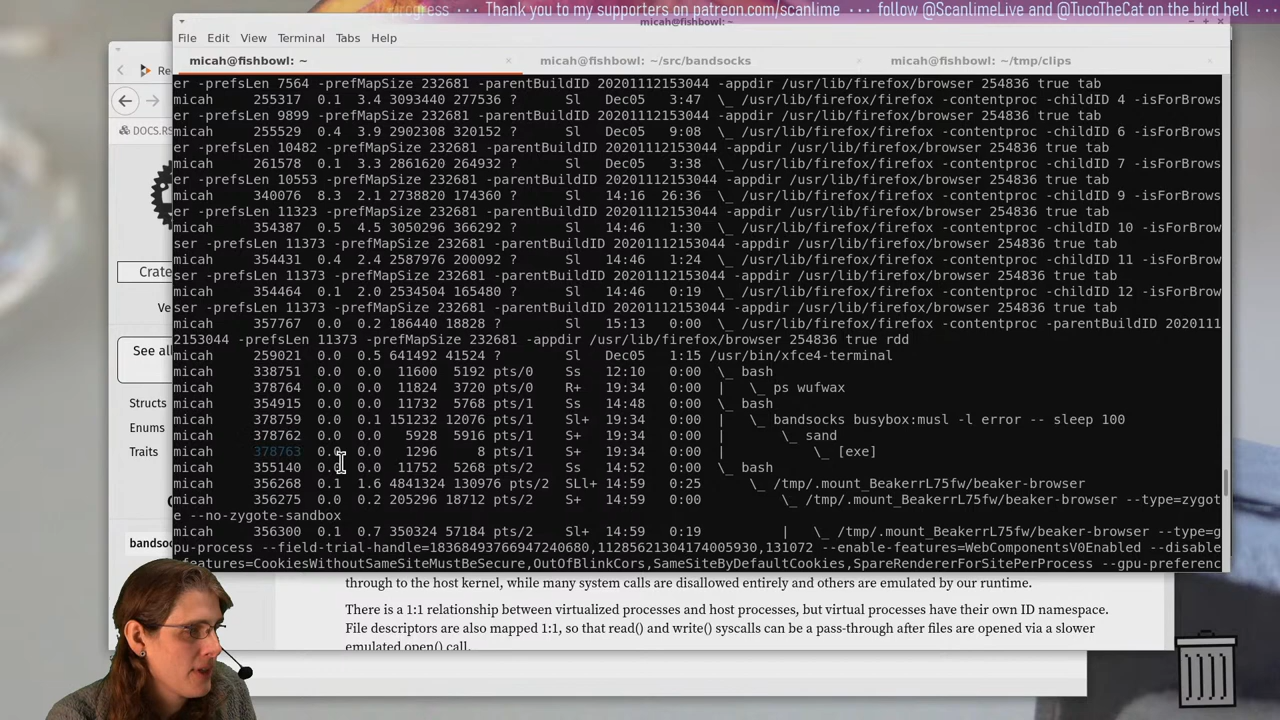 progress ··· Thank you to my supporters on patreon.com/scanlime ··· follow @ScanlimeLive and @TucoTheCat on the bird hell ···
micah@fishbowl: ~
File Edit View Terminal Tabs Help
micah@fishbowl: ~ × micah@fishbowl: ~/src/bandsocks × micah@fishbowl: ~/tmp/clips ×
er -prefsLen 7564 -prefMapSize 232681 -parentBuildID 20201112153044 -appdir /usr/lib/firefox/browser 254836 true tab
micah 255317 0.1 3.4 3093440 277536 ? Sl Dec05 3:47 \_ /usr/lib/firefox/firefox -contentproc -childID 4 -isForBrows
er -prefsLen 9899 -prefMapSize 232681 -parentBuildID 20201112153044 -appdir /usr/lib/firefox/browser 254836 true tab
micah 255529 0.4 3.9 2902308 320152 ? Sl Dec05 9:08 \_ /usr/lib/firefox/firefox -contentproc -childID 6 -isForBrows
er -prefsLen 10482 -prefMapSize 232681 -parentBuildID 20201112153044 -appdir /usr/lib/firefox/browser 254836 true tab
micah 261578 0.1 3.3 2861620 264932 ? Sl Dec05 3:38 \_ /usr/lib/firefox/firefox -contentproc -childID 7 -isForBrows
er -prefsLen 10553 -prefMapSize 232681 -parentBuildID 20201112153044 -appdir /usr/lib/firefox/browser 254836 true tab
micah 340076 8.3 2.1 2738820 174360 ? Sl 14:16 26:36 \_ /usr/lib/firefox/firefox -contentproc -childID 9 -isForBrows
er -prefsLen 11323 -prefMapSize 232681 -parentBuildID 20201112153044 -appdir /usr/lib/firefox/browser 254836 true tab
micah 354387 0.5 4.5 3050296 366292 ? Sl 14:46 1:30 \_ /usr/lib/firefox/firefox -contentproc -childID 10 -isForBrow
ser -prefsLen 11373 -prefMapSize 232681 -parentBuildID 20201112153044 -appdir /usr/lib/firefox/browser 254836 true tab
micah 354431 0.4 2.4 2587976 200092 ? Sl 14:46 1:24 \_ /usr/lib/firefox/firefox -contentproc -childID 11 -isForBrow
ser -prefsLen 11373 -prefMapSize 232681 -parentBuildID 20201112153044 -appdir /usr/lib/firefox/browser 254836 true tab
micah 354464 0.1 2.0 2534504 165480 ? Sl 14:46 0:19 \_ /usr/lib/firefox/firefox -contentproc -childID 12 -isForBrow
ser -prefsLen 11373 -prefMapSize 232681 -parentBuildID 20201112153044 -appdir /usr/lib/firefox/browser 254836 true tab
micah 357767 0.0 0.2 186440 18828 ? Sl 15:13 0:00 \_ /usr/lib/firefox/firefox -contentproc -parentBuildID 2020111
2153044 -prefsLen 11373 -prefMapSize 232681 -appdir /usr/lib/firefox/browser 254836 true rdd
micah 259021 0.0 0.5 641492 41524 ? Sl Dec05 1:15 /usr/bin/xfce4-terminal
micah 338751 0.0 0.0 11600 5192 pts/0 Ss 12:10 0:00 \_ bash
micah 378764 0.0 0.0 11824 3720 pts/0 R+ 19:34 0:00 | \_ ps wufwax
micah 354915 0.0 0.0 11732 5768 pts/1 Ss 14:48 0:00 \_ bash
micah 378759 0.0 0.1 151232 12076 pts/1 Sl+ 19:34 0:00 | \_ bandsocks busybox:musl -l error -- sleep 100
micah 378762 0.0 0.0 5928 5916 pts/1 S+ 19:34 0:00 | \_ sand
micah 378763 0.0 0.0 1296 8 pts/1 S+ 19:34 0:00 | \_ [exe]
micah 355140 0.0 0.0 11752 5268 pts/2 Ss 14:52 0:00 \_ bash
micah 356268 0.1 1.6 4841324 130976 pts/2 SLl+ 14:59 0:25 \_ /tmp/.mount_BeakerrL75fw/beaker-browser
micah 356275 0.0 0.2 205296 18712 pts/2 S+ 14:59 0:00 \_ /tmp/.mount_BeakerrL75fw/beaker-browser --type=zygot
e --no-zygote-sandbox
micah 356300 0.1 0.7 350324 57184 pts/2 Sl+ 14:59 0:19 | \_ /tmp/.mount_BeakerrL75fw/beaker-browser --type=g
pu-process --field-trial-handle=18368493766947240680,11285621304174005930,131072 --enable-features=WebComponentsV0Enabled --disable
-features=CookiesWithoutSameSiteMustBeSecure,OutOfBlinkCors,SameSiteByDefaultCookies,SpareRendererForSitePerProcess --gpu-preferenc
Re
DOCS.RS
Crate
Ve
See all
Structs
Enums
Traits
C
bandso
through to the host kernel, while many system calls are disallowed entirely and others are emulated by our runtime.
There is a 1:1 relationship between virtualized processes and host processes, but virtual processes have their own ID namespace.
File descriptors are also mapped 1:1, so that read() and write() syscalls can be a pass-through after files are opened via a slower
emulated open() call.